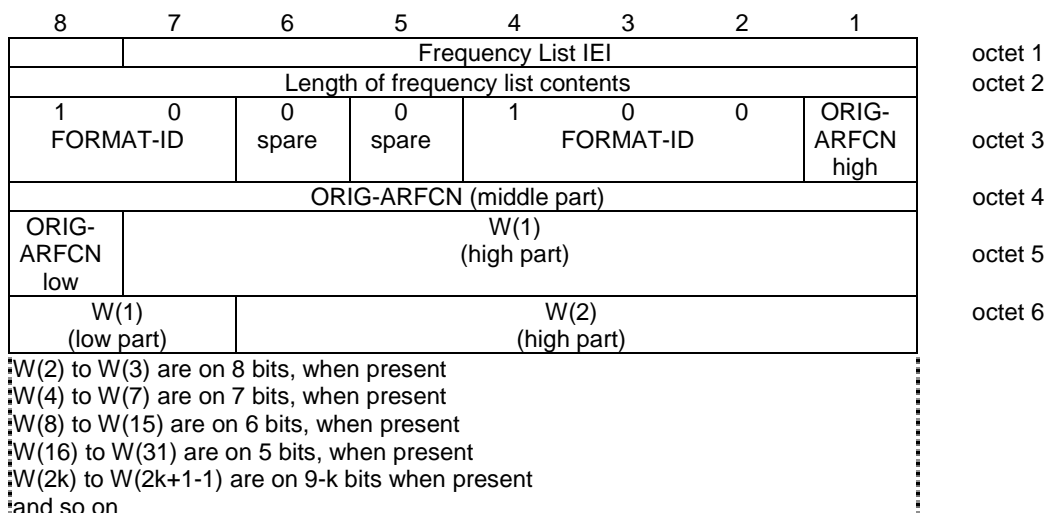 8 7 6 5 4 3 2 1
Frequency List IEI octet 1
Length of frequency list contents octet 2
1 0 0 0 1 0 0 ORIG-
FORMAT-ID spare spare FORMAT-ID ARFCN octet 3
high
ORIG-ARFCN (middle part) octet 4
ORIG- W(1)
ARFCN (high part) octet 5
low
W(1) W(2) octet 6
(low part) (high part)
W(2) to W(3) are on 8 bits, when present
W(4) to W(7) are on 7 bits, when present
W(8) to W(15) are on 6 bits, when present
W(16) to W(31) are on 5 bits, when present
W(2k) to W(2k+1-1) are on 9-k bits when present
and so on